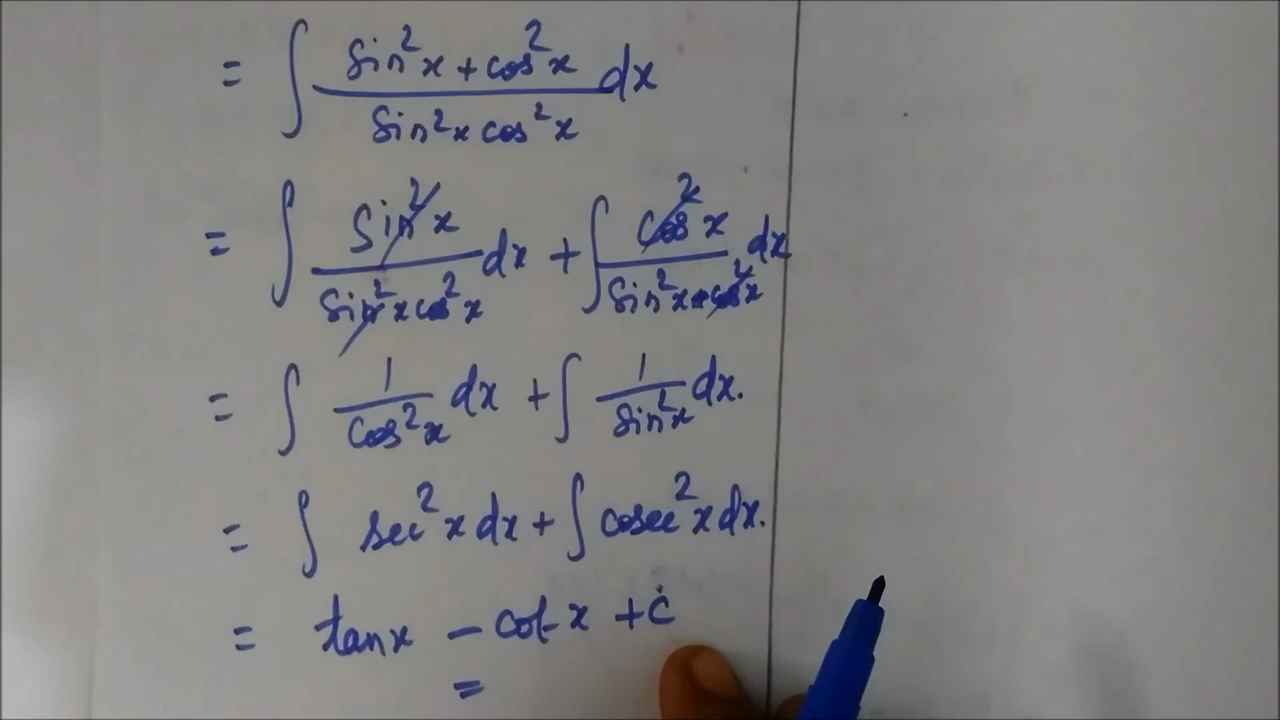 = ∫ (sin²x + cos²x)/(sin²x cos²x) dx
= ∫ sin²x/(sin²x cos²x) dx + ∫ cos²x/(sin²x cos²x) dx
= ∫ 1/cos²x dx + ∫ 1/sin²x dx.
= ∫ sec²x dx + ∫ cosec²x dx.
= tanx - cot x + c
=